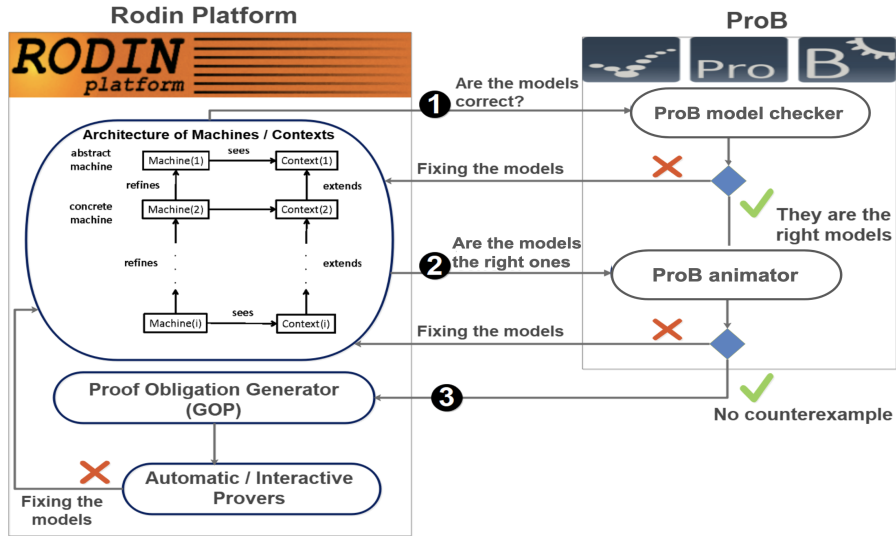 Rodin Platform
ProB
RODIN
platform
Pro
B
1
Are the models
correct?
ProB model checker
Architecture of Machines / Contexts
abstract
machine
Machine(1)
sees
Context(1)
Fixing the models
refines
extends
concrete
machine
Machine(2)
Context(2)
They are the
right models
2
Are the models
the right ones
ProB animator
refines
extends
Machine(i)
sees
Context(i)
Fixing the models
Proof Obligation Generator
(GOP)
3
No counterexample
Automatic / Interactive
Provers
Fixing the
models